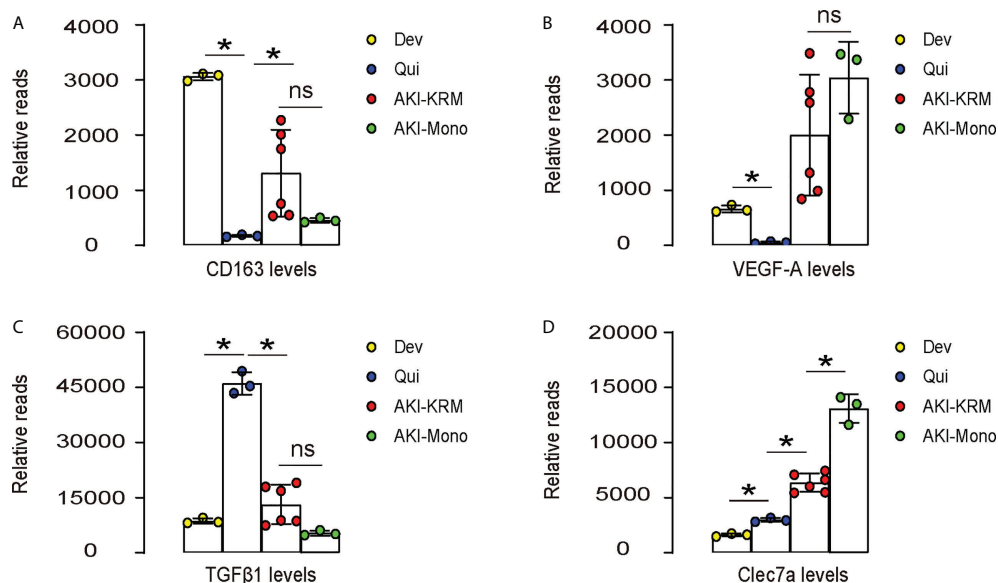 A
Relative reads
4000
3000
2000
1000
0
* * ns
CD163 levels
Dev
Qui
AKI-KRM
AKI-Mono
B
Relative reads
4000
3000
2000
1000
0
* ns
VEGF-A levels
Dev
Qui
AKI-KRM
AKI-Mono
C
Relative reads
60000
45000
30000
15000
0
* * ns
TGFβ1 levels
Dev
Qui
AKI-KRM
AKI-Mono
D
Relative reads
20000
15000
10000
5000
0
* * *
Clec7a levels
Dev
Qui
AKI-KRM
AKI-Mono